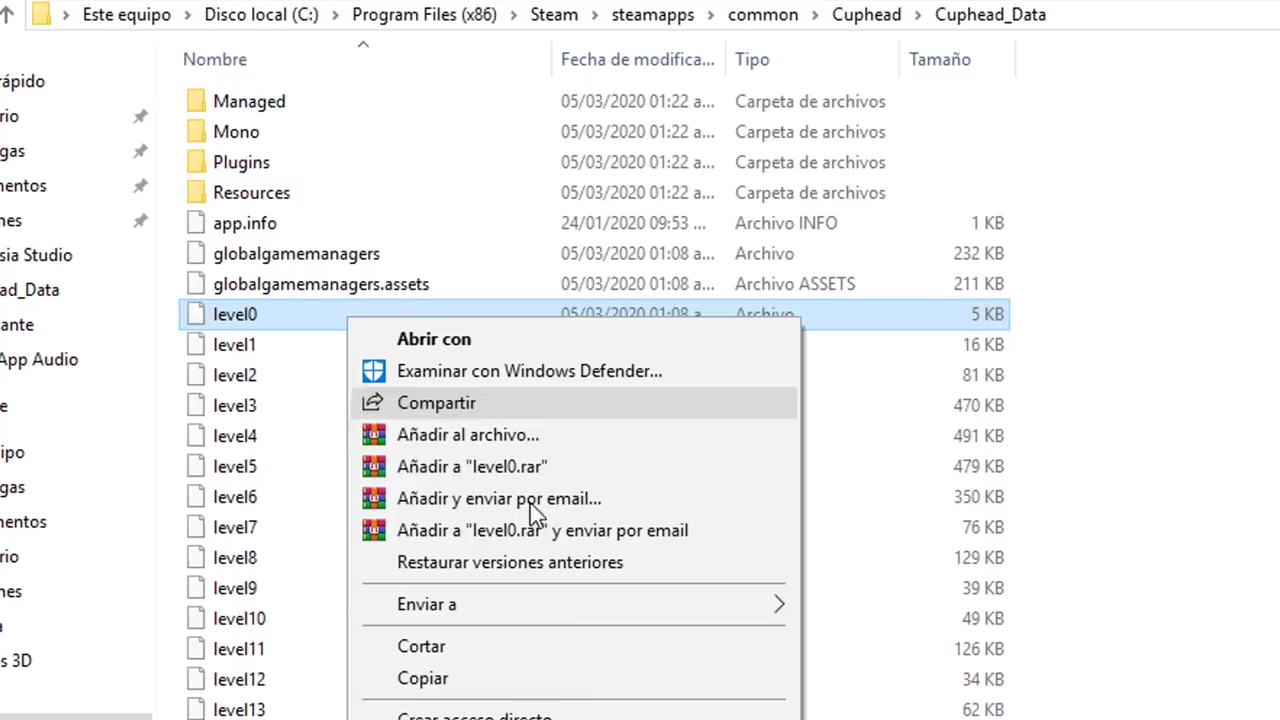 Este equipo > Disco local (C:) > Program Files (x86) > Steam > steamapps > common > Cuphead > Cuphead_Data
Nombre Fecha de modifica... Tipo Tamaño
rápido
rio
gas
mentos
nes
sia Studio
ad_Data
tante
App Audio
e
ipo
gas
mentos
rio
nes
a
s 3D
Managed 05/03/2020 01:22 a... Carpeta de archivos
Mono 05/03/2020 01:22 a... Carpeta de archivos
Plugins 05/03/2020 01:22 a... Carpeta de archivos
Resources 05/03/2020 01:22 a... Carpeta de archivos
app.info 24/01/2020 09:53 ... Archivo INFO 1 KB
globalgamemanagers 05/03/2020 01:08 a... Archivo 232 KB
globalgamemanagers.assets 05/03/2020 01:08 a... Archivo ASSETS 211 KB
level0 05/03/2020 01:08 a... Archivo 5 KB
level1 16 KB
level2 81 KB
level3 470 KB
level4 491 KB
level5 479 KB
level6 350 KB
level7 76 KB
level8 129 KB
level9 39 KB
level10 49 KB
level11 126 KB
level12 34 KB
level13 62 KB
Abrir con
Examinar con Windows Defender...
Compartir
Añadir al archivo...
Añadir a "level0.rar"
Añadir y enviar por email...
Añadir a "level0.rar" y enviar por email
Restaurar versiones anteriores
Enviar a
Cortar
Copiar
Crear acceso directo